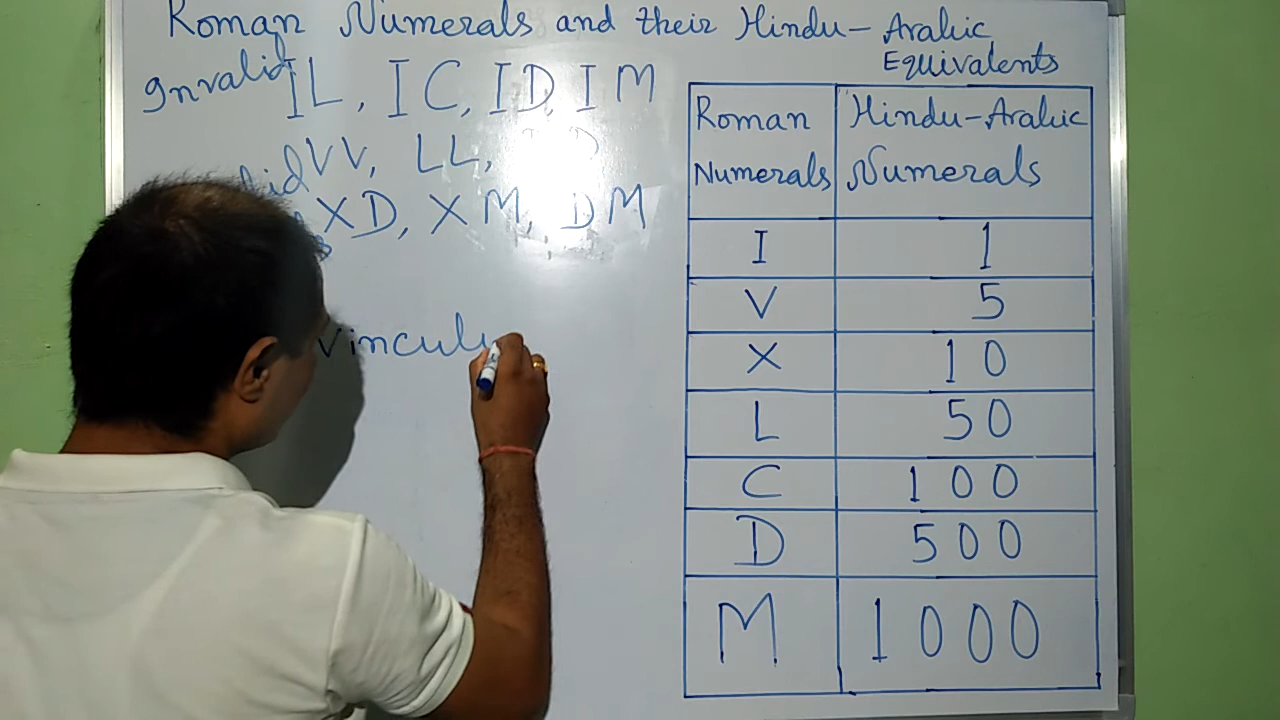 Roman Numerals and their Hindu-Arabic
Equivalents
Invalid IL, IC, ID, IM
VV, LL,
XD, XM, DM
Vincul
Roman Numerals Hindu-Arabic Numerals
I 1
V 5
X 10
L 50
C 100
D 500
M 1000